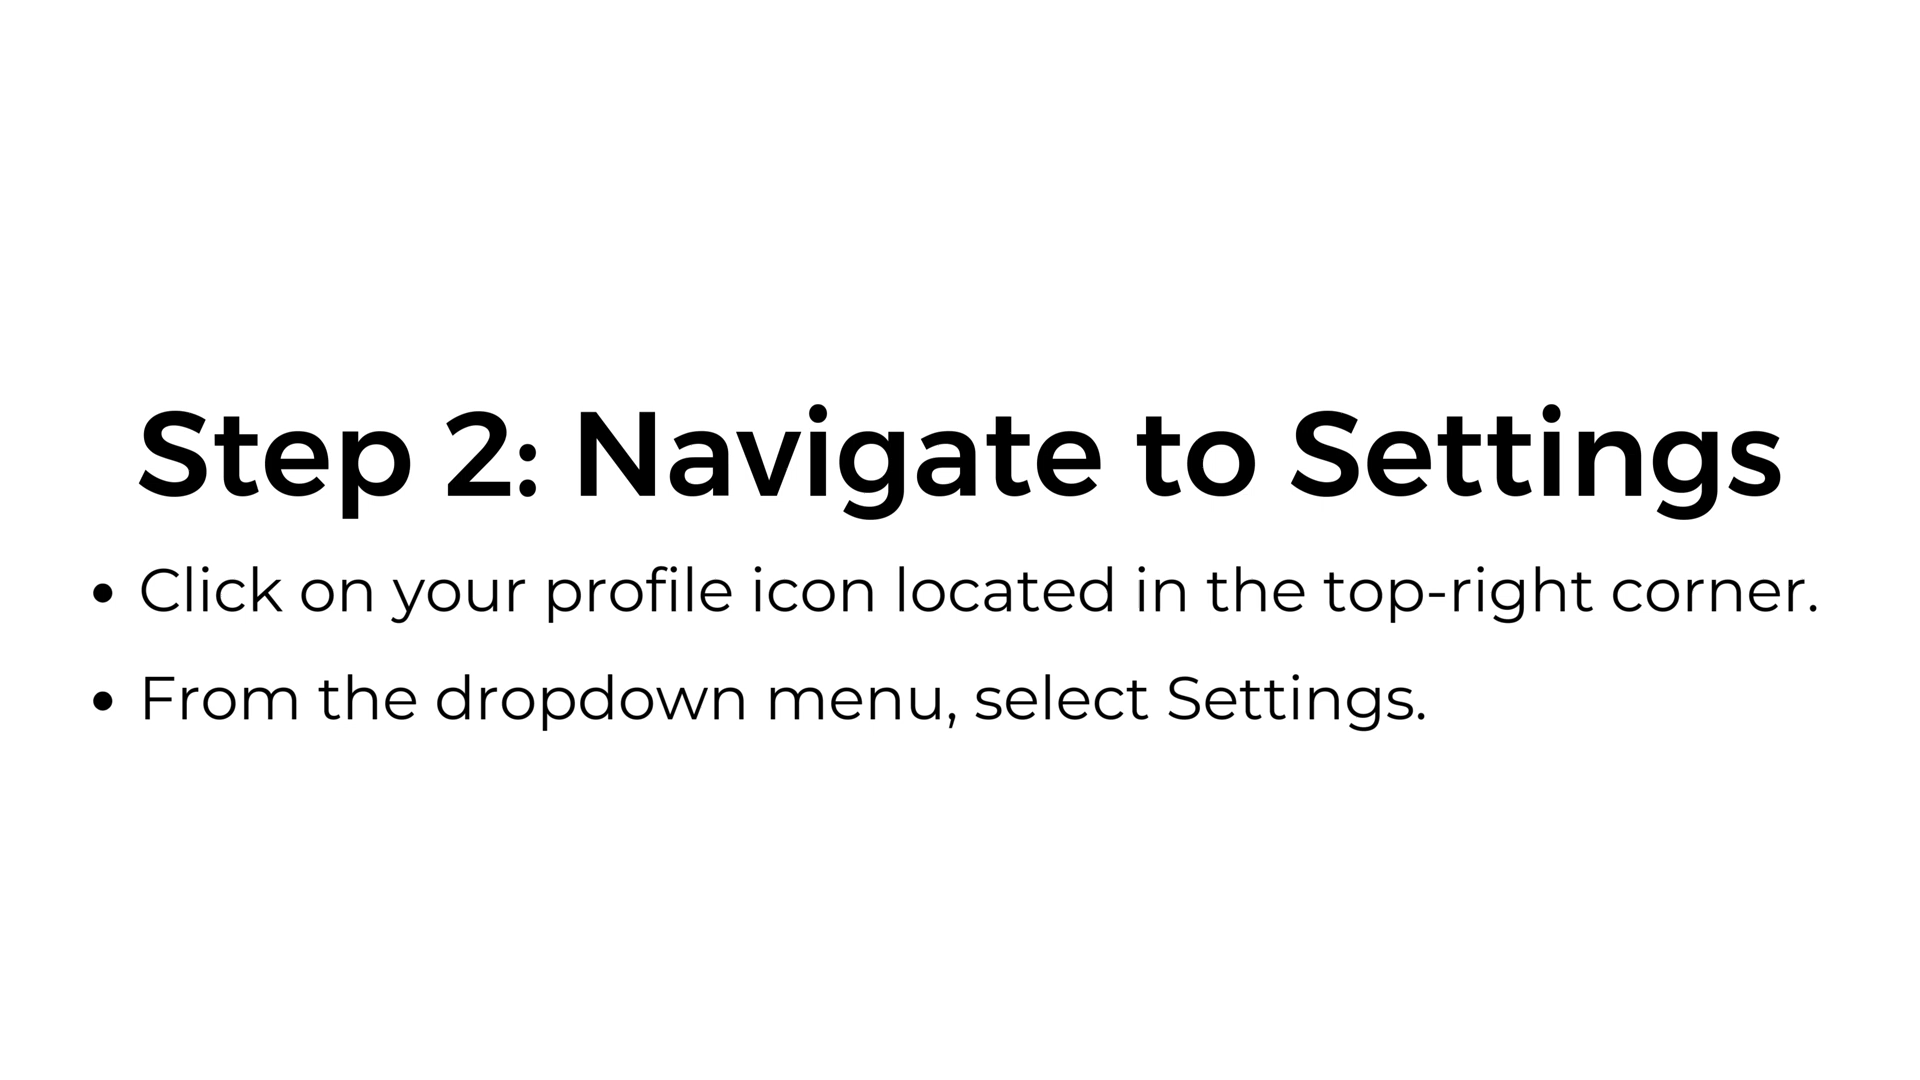 Step 2: Navigate to Settings
• Click on your profile icon located in the top-right corner.
• From the dropdown menu, select Settings.